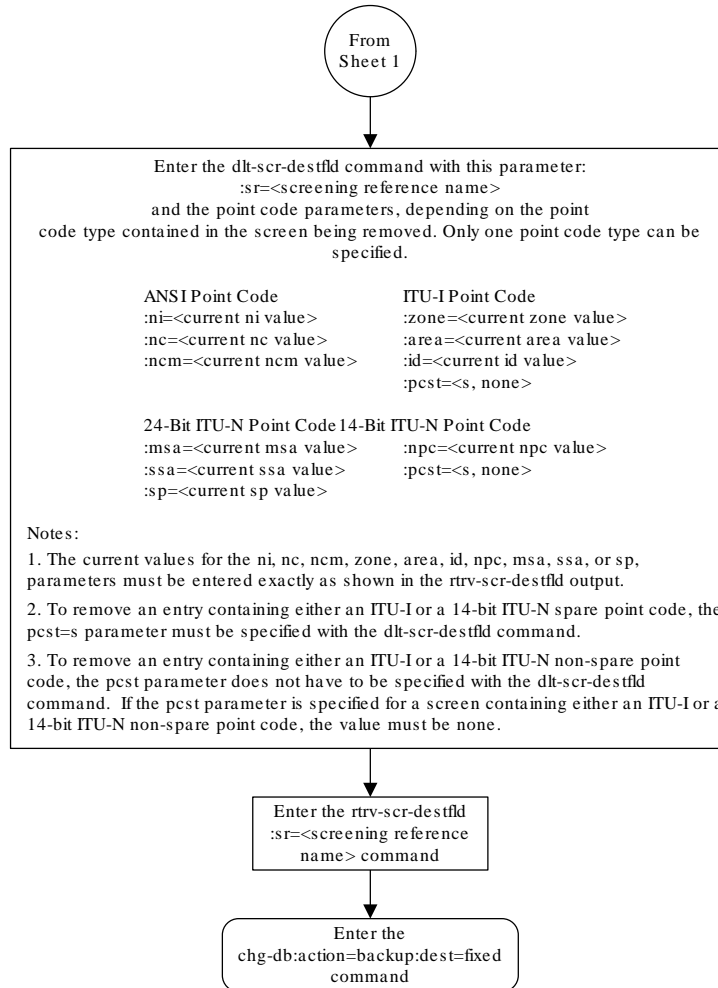 From
Sheet 1
Enter the dlt-scr-destfld command with this parameter:
:sr=<screening reference name>
and the point code parameters, depending on the point
code type contained in the screen being removed. Only one point code type can be
specified.
ANSI Point Code
:ni=<current ni value>
:nc=<current nc value>
:ncm=<current ncm value>
ITU-I Point Code
:zone=<current zone value>
:area=<current area value>
:id=<current id value>
:pcst=<s, none>
24-Bit ITU-N Point Code
:msa=<current msa value>
:ssa=<current ssa value>
:sp=<current sp value>
14-Bit ITU-N Point Code
:npc=<current npc value>
:pcst=<s, none>
Notes:
1. The current values for the ni, nc, ncm, zone, area, id, npc, msa, ssa, or sp,
parameters must be entered exactly as shown in the rtrv-scr-destfld output.
2. To remove an entry containing either an ITU-I or a 14-bit ITU-N spare point code, the
pcst=s parameter must be specified with the dlt-scr-destfld command.
3. To remove an entry containing either an ITU-I or a 14-bit ITU-N non-spare point
code, the pcst parameter does not have to be specified with the dlt-scr-destfld
command. If the pcst parameter is specified for a screen containing either an ITU-I or a
14-bit ITU-N non-spare point code, the value must be none.
Enter the rtrv-scr-destfld
:sr=<screening reference
name> command
Enter the
chg-db:action=backup:dest=fixed
command